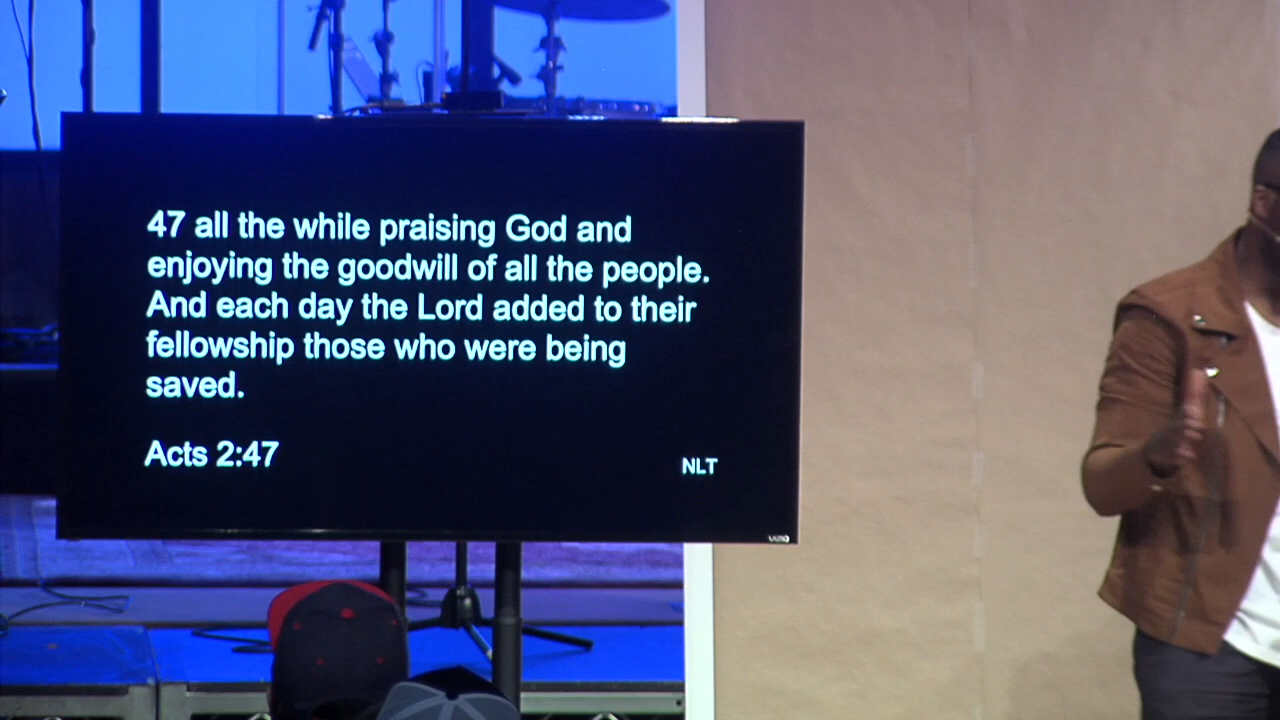 47 all the while praising God and
enjoying the goodwill of all the people.
And each day the Lord added to their
fellowship those who were being
saved.
Acts 2:47
NLT
VIZIO